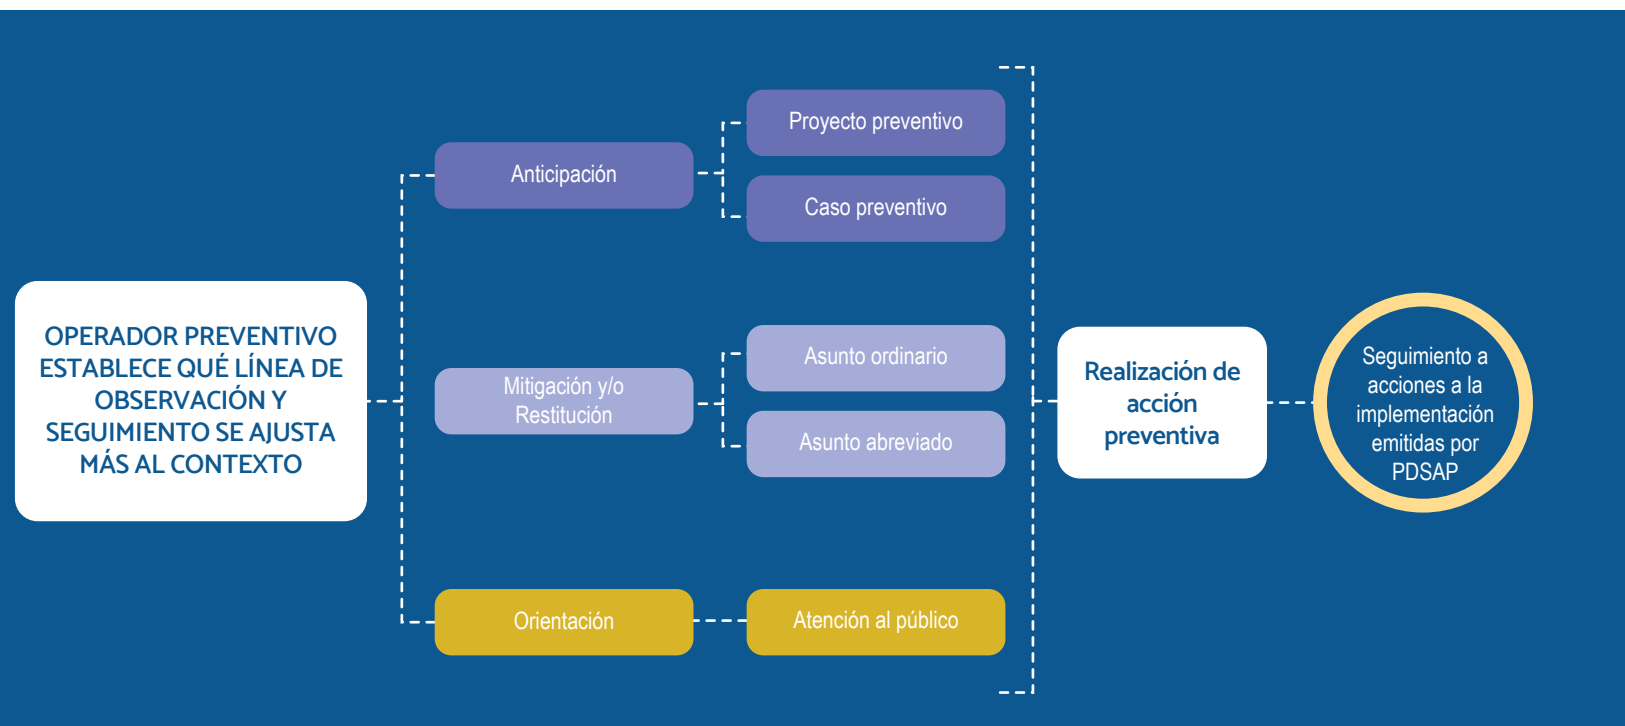 OPERADOR PREVENTIVO
ESTABLECE QUÉ LÍNEA DE
OBSERVACIÓN Y
SEGUIMIENTO SE AJUSTA
MÁS AL CONTEXTO
Anticipación
Proyecto preventivo
Caso preventivo
Mitigación y/o
Restitución
Asunto ordinario
Asunto abreviado
Orientación
Atención al público
Realización de
acción
preventiva
Seguimiento a
acciones a la
implementación
emitidas por
PDSAP